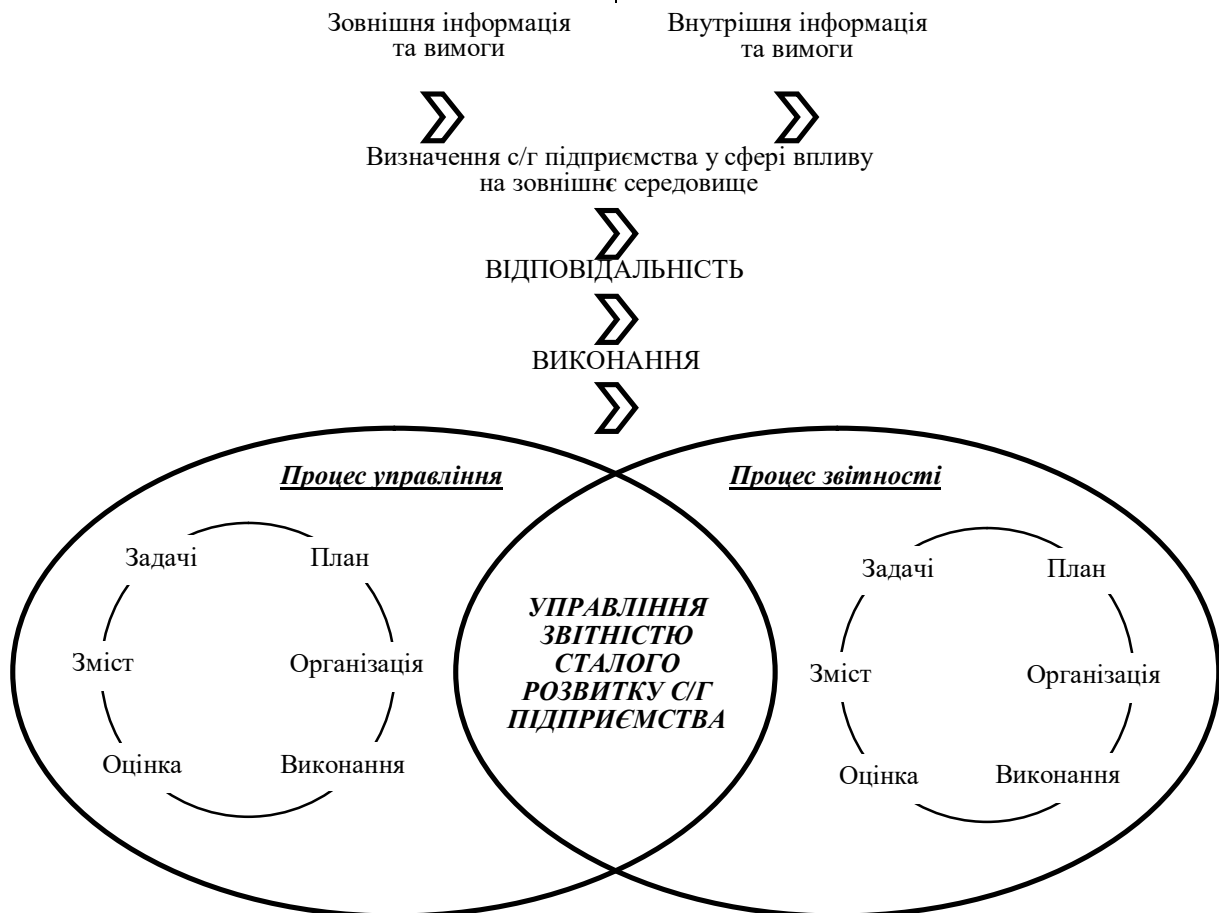 Зовнішня інформація
та вимоги
Внутрішня інформація
та вимоги
Визначення с/г підприємства у сфері впливу
на зовнішнє середовище
ВІДПОВІДАЛЬНІСТЬ
ВИКОНАННЯ
Процес управління
Задачі
План
Зміст
Організація
Оцінка
Виконання
УПРАВЛІННЯ
ЗВІТНІСТЮ
СТАЛОГО
РОЗВИТКУ С/Г
ПІДПРИЄМСТВА
Процес звітності
Задачі
План
Зміст
Організація
Оцінка
Виконання